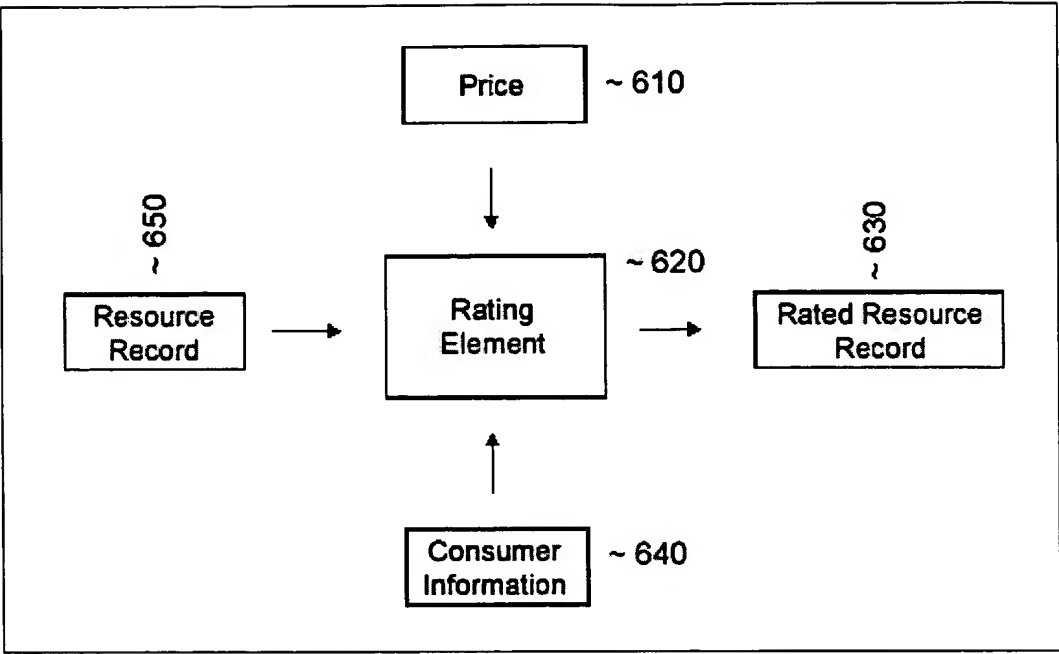 Price
~ 610
~ 650
~ 630
~ 620
Resource
Record
Rating
Element
Rated Resource
Record
Consumer
Information
~ 640